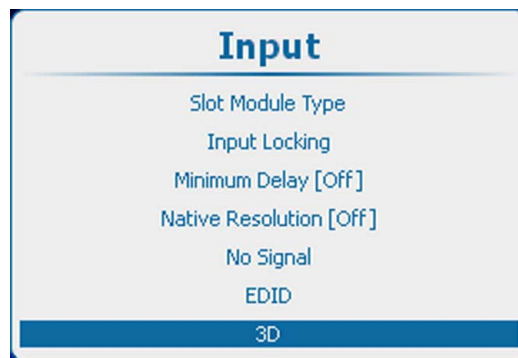 Input
Slot Module Type
Input Locking
Minimum Delay [Off]
Native Resolution [Off]
No Signal
EDID
3D